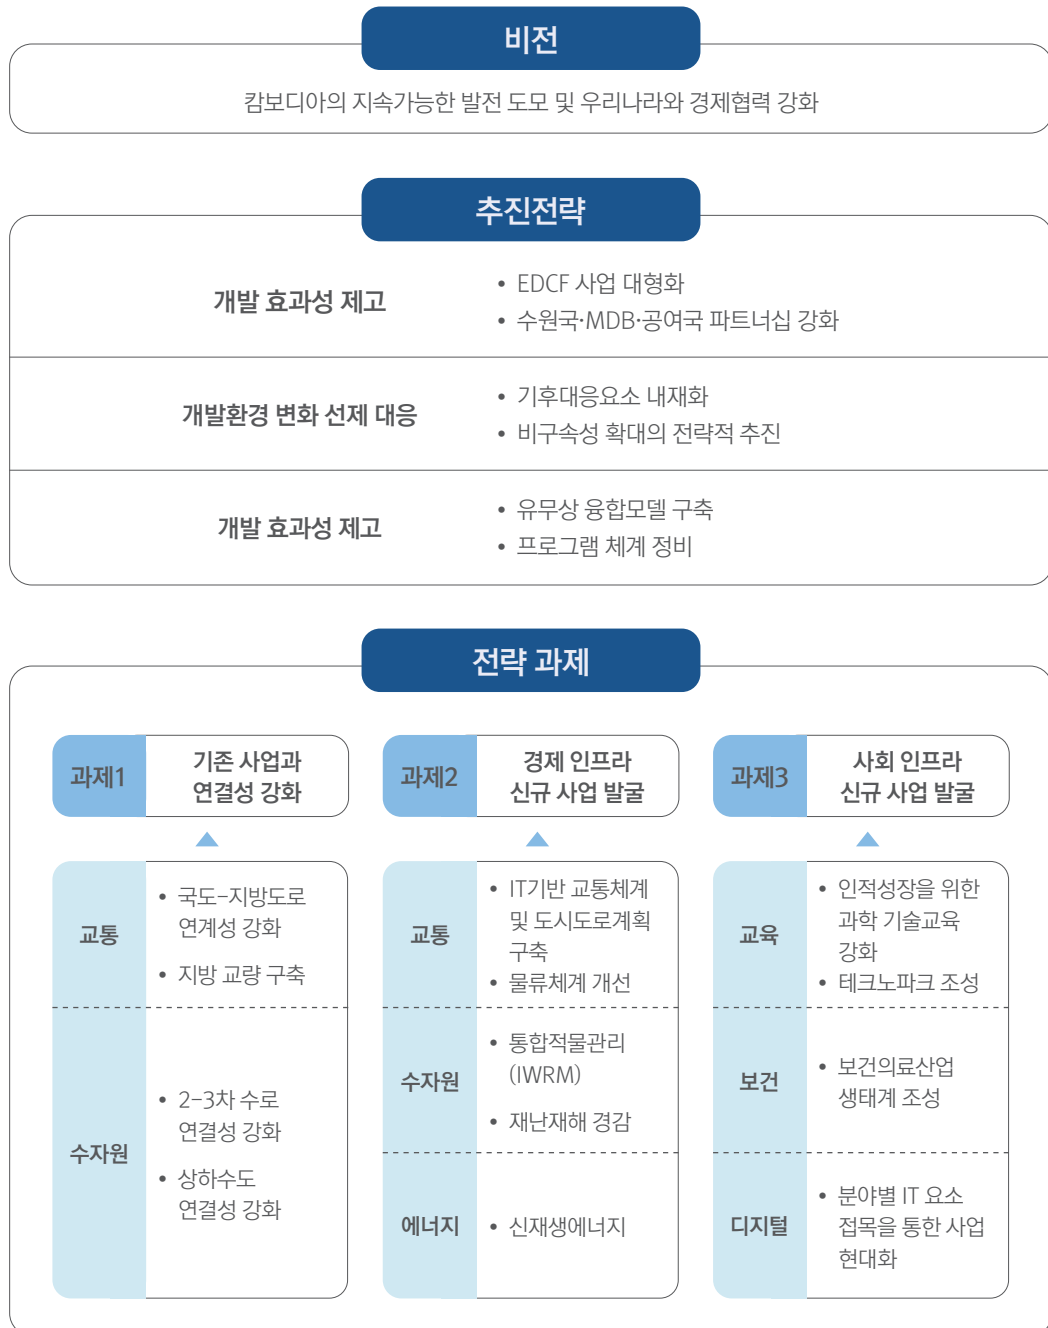 비전
캄보디아의 지속가능한 발전 도모 및 우리나라와 경제협력 강화
추진전략
개발 효과성 제고
• EDCF 사업 대형화
• 수원국·MDB·공여국 파트너십 강화
개발환경 변화 선제 대응
• 기후대응요소 내재화
• 비구속성 확대의 전략적 추진
개발 효과성 제고
• 유무상 융합모델 구축
• 프로그램 체계 정비
전략 과제
과제1
기존 사업과
연결성 강화
교통
• 국도-지방도로
연계성 강화
• 지방 교량 구축
수자원
• 2-3차 수로
연결성 강화
• 상하수도
연결성 강화
과제2
경제 인프라
신규 사업 발굴
교통
• IT기반 교통체계
및 도시도로계획
구축
• 물류체계 개선
수자원
• 통합적물관리
(IWRM)
• 재난재해 경감
에너지
• 신재생에너지
과제3
사회 인프라
신규 사업 발굴
교육
• 인적성장을 위한
과학 기술교육
강화
• 테크노파크 조성
보건
• 보건의료산업
생태계 조성
디지털
• 분야별 IT 요소
접목을 통한 사업
현대화